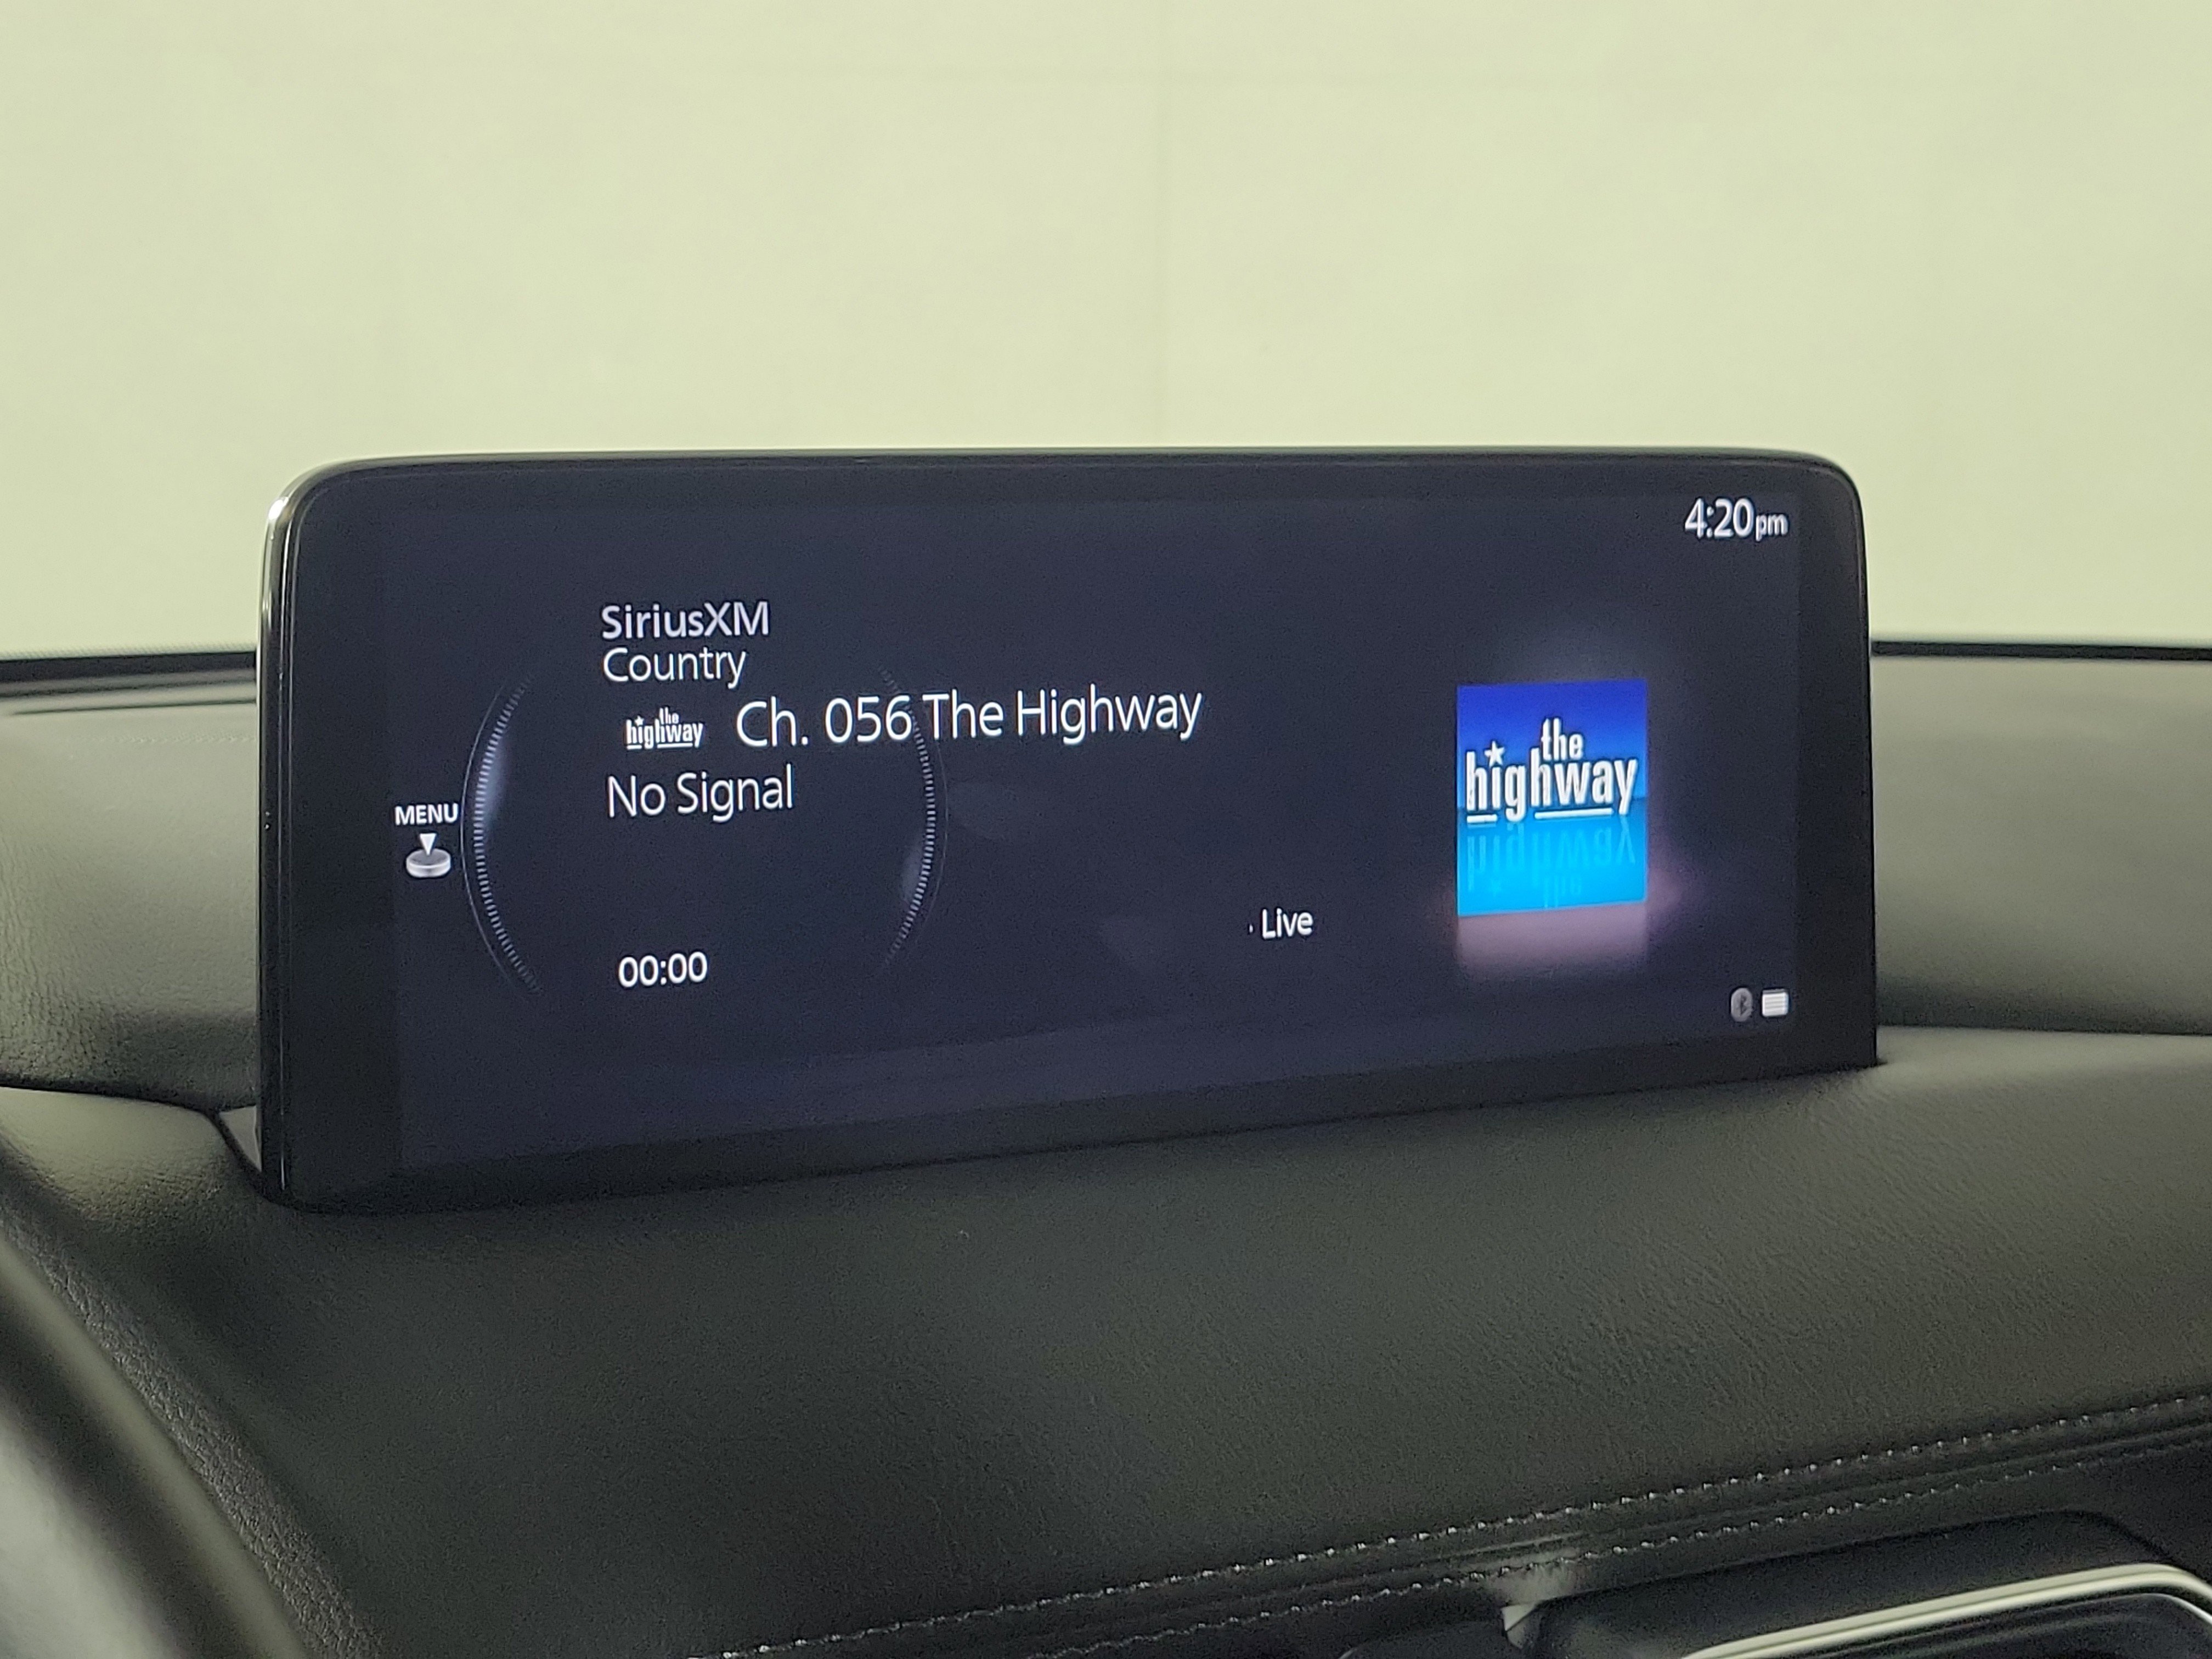 4:20pm
SiriusXM
Country
the
highway
Ch. 056 The Highway
No Signal
MENU
the
highway
Live
00:00